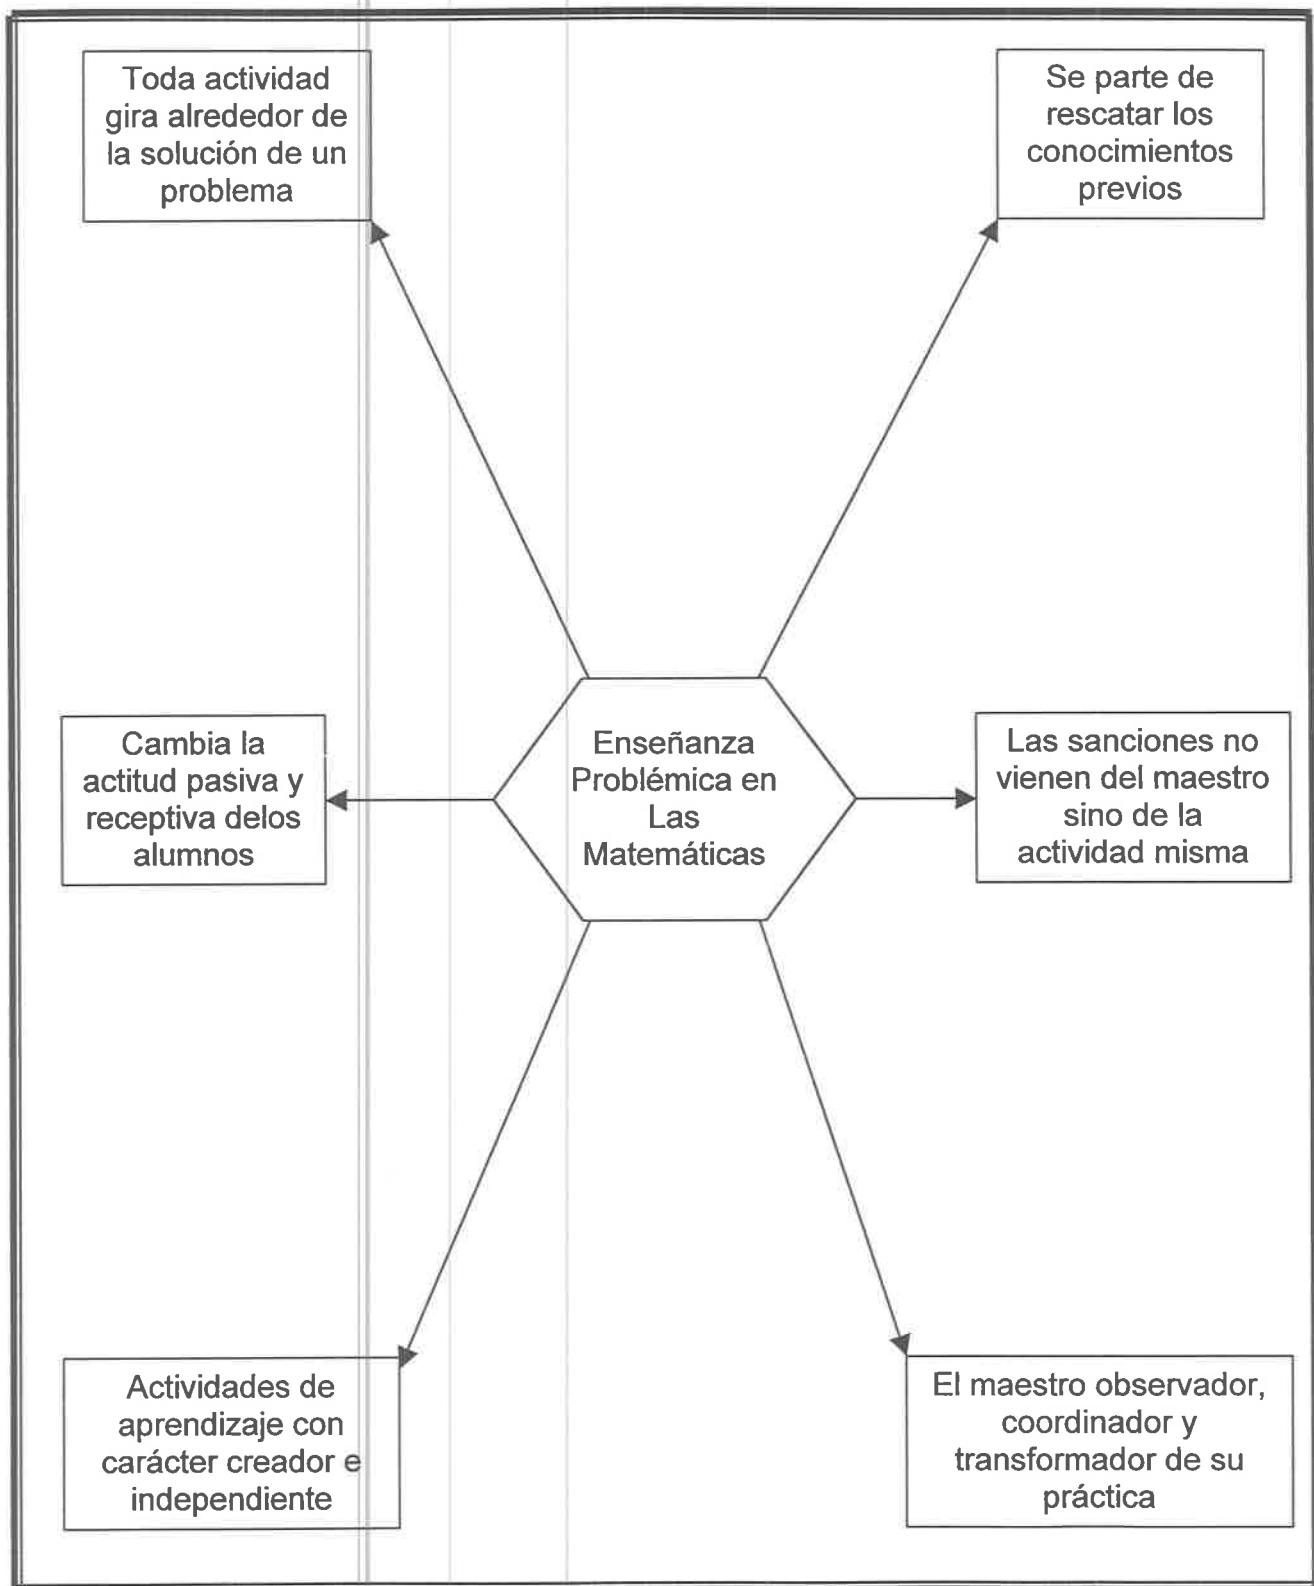 Toda actividad
gira alrededor de
la solución de un
problema
Se parte de
rescatar los
conocimientos
previos
Cambia la
actitud pasiva y
receptiva delos
alumnos
Enseñanza
Problémica en
Las
Matemáticas
Las sanciones no
vienen del maestro
sino de la
actividad misma
Actividades de
aprendizaje con
carácter creador e
independiente
El maestro observador,
coordinador y
transformador de su
práctica